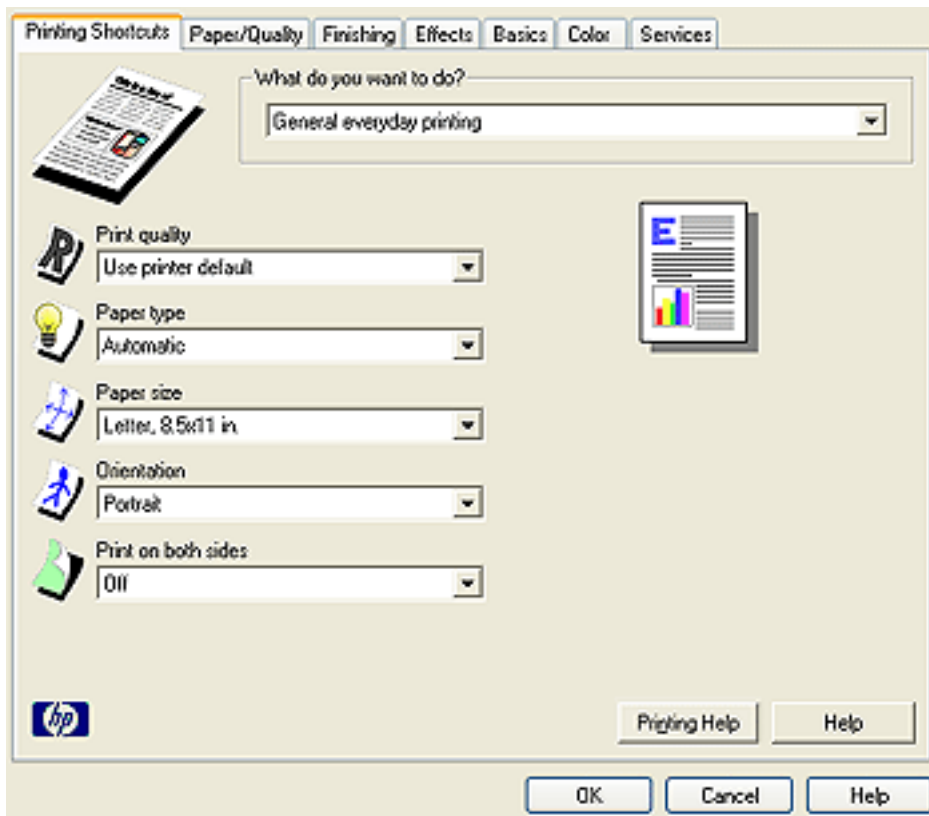 Printing Shortcuts Paper/Quality Finishing Effects Basics Color Services
What do you want to do?
General everyday printing
Print quality
Use printer default
Paper type
Automatic
Paper size
Letter, 8.5x11 in.
Orientation
Portrait
Print on both sides
Off
E
hp
Printing Help Help
OK Cancel Help